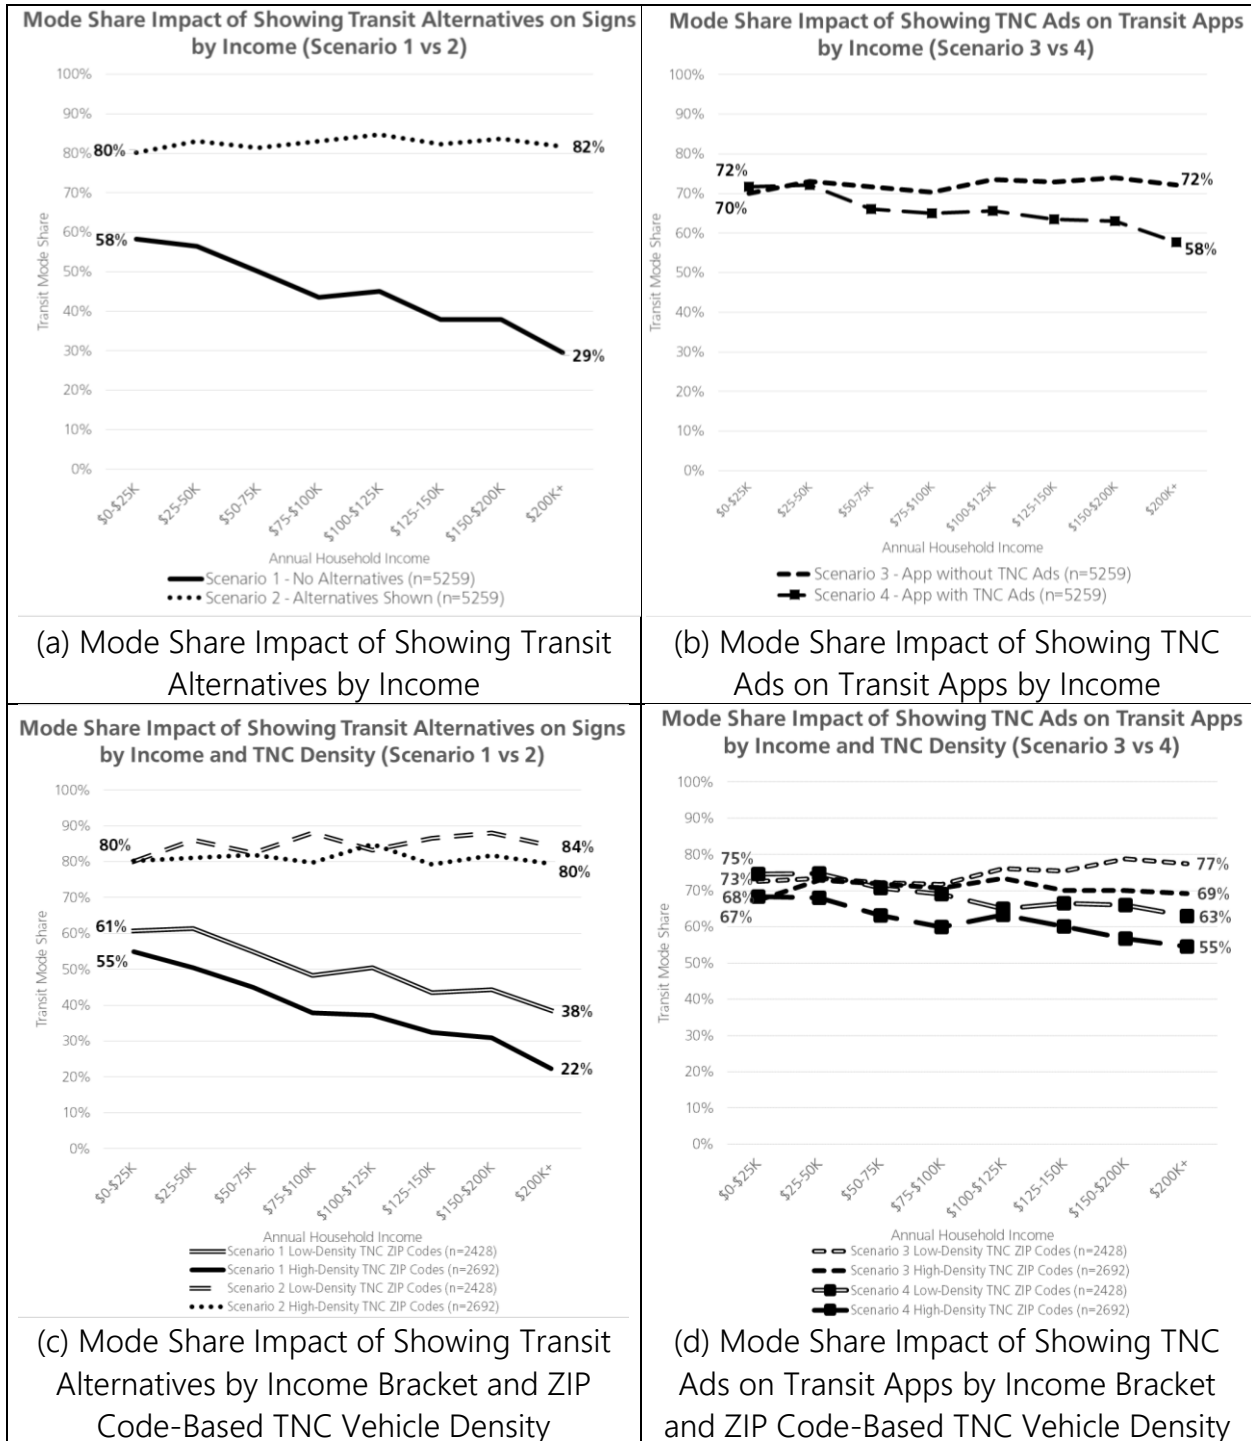 Mode Share Impact of Showing Transit Alternatives on Signs
by Income (Scenario 1 vs 2)
100%
90%
80%
70%
60%
50%
40%
30%
20%
10%
0%
Transit Mode Share
80%
82%
58%
29%
$0-$25K
$25-50K
$50-75K
$75-$100K
$100-$125K
$125-150K
$150-$200K
$200K+
Annual Household Income
Scenario 1 - No Alternatives (n=5259)
Scenario 2 - Alternatives Shown (n=5259)
(a) Mode Share Impact of Showing Transit
Alternatives by Income
Mode Share Impact of Showing TNC Ads on Transit Apps
by Income (Scenario 3 vs 4)
100%
90%
80%
70%
60%
50%
40%
30%
20%
10%
0%
Transit Mode Share
72%
70%
72%
58%
$0-$25K
$25-50K
$50-75K
$75-$100K
$100-$125K
$125-150K
$150-$200K
$200K+
Annual Household Income
Scenario 3 - App without TNC Ads (n=5259)
Scenario 4 - App with TNC Ads (n=5259)
(b) Mode Share Impact of Showing TNC
Ads on Transit Apps by Income
Mode Share Impact of Showing Transit Alternatives on Signs
by Income and TNC Density (Scenario 1 vs 2)
100%
90%
80%
70%
60%
50%
40%
30%
20%
10%
0%
Transit Mode Share
80%
84%
80%
61%
55%
38%
22%
$0-$25K
$25-50K
$50-75K
$75-$100K
$100-$125K
$125-150K
$150-$200K
$200K+
Annual Household Income
Scenario 1 Low-Density TNC ZIP Codes (n=2428)
Scenario 1 High-Density TNC ZIP Codes (n=2692)
Scenario 2 Low-Density TNC ZIP Codes (n=2428)
Scenario 2 High-Density TNC ZIP Codes (n=2692)
(c) Mode Share Impact of Showing Transit
Alternatives by Income Bracket and ZIP
Code-Based TNC Vehicle Density
Mode Share Impact of Showing TNC Ads on Transit Apps
by Income and TNC Density (Scenario 3 vs 4)
100%
90%
80%
70%
60%
50%
40%
30%
20%
10%
0%
Transit Mode Share
75%
73%
68%
67%
77%
69%
63%
55%
$0-$25K
$25-50K
$50-75K
$75-$100K
$100-$125K
$125-150K
$150-$200K
$200K+
Annual Household Income
Scenario 3 Low-Density TNC ZIP Codes (n=2428)
Scenario 3 High-Density TNC ZIP Codes (n=2692)
Scenario 4 Low-Density TNC ZIP Codes (n=2428)
Scenario 4 High-Density TNC ZIP Codes (n=2692)
(d) Mode Share Impact of Showing TNC
Ads on Transit Apps by Income Bracket
and ZIP Code-Based TNC Vehicle Density